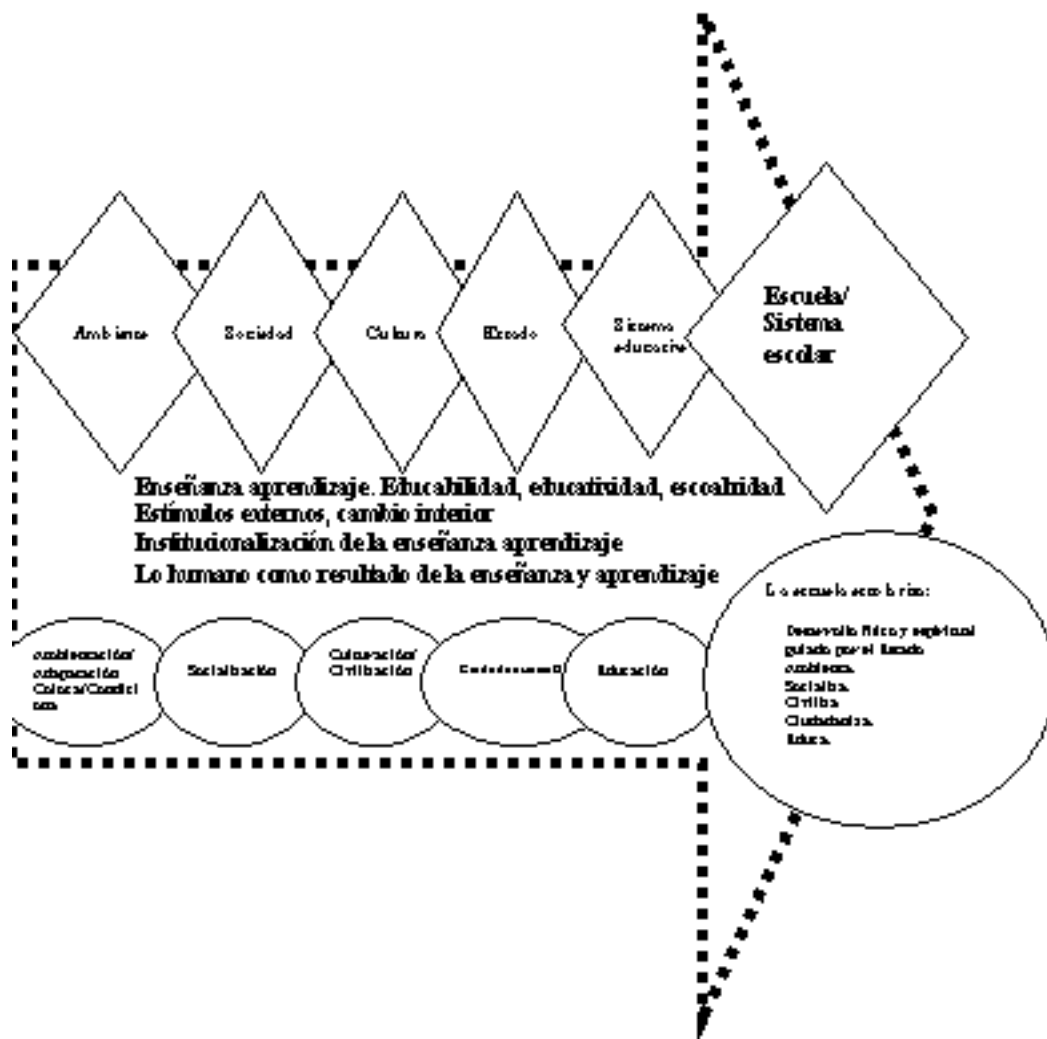 Ambiente
Sociedad
Cultura
Estado
Sistema
educativo
Escuela/
Sistema
escolar
Enseñanza aprendizaje. Educabilidad, educatividad, escoalridad
Estímulos externos, cambio interior
Institucionalización de la enseñanza aprendizaje
Lo humano como resultado de la enseñanza y aprendizaje
Socialización
Culturación/
Civilización
Educación
La escuela escolariza:
Desarrollo físico y espiritual
guiado por el Estado
Ambienta.
Socializa.
Civiliza.
Ciudadaniza.
Educa.